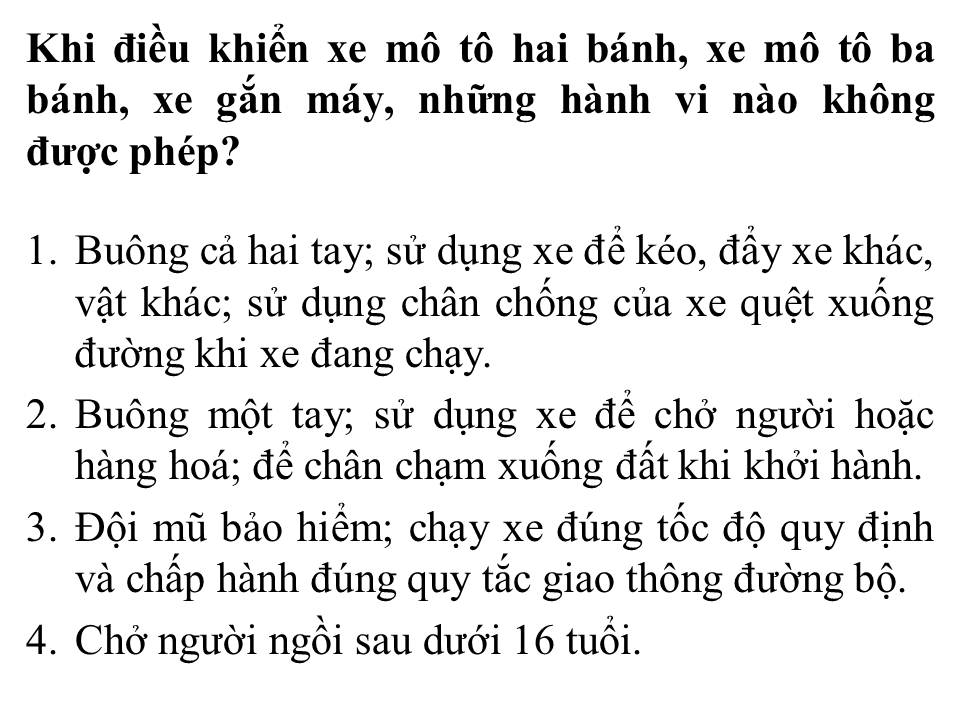 Khi điều khiển xe mô tô hai bánh, xe mô tô ba
bánh, xe gắn máy, những hành vi nào không
được phép?
1. Buông cả hai tay; sử dụng xe để kéo, đẩy xe khác,
vật khác; sử dụng chân chống của xe quệt xuống
đường khi xe đang chạy.
2. Buông một tay; sử dụng xe để chở người hoặc
hàng hoá; để chân chạm xuống đất khi khởi hành.
3. Đội mũ bảo hiểm; chạy xe đúng tốc độ quy định
và chấp hành đúng quy tắc giao thông đường bộ.
4. Chở người ngồi sau dưới 16 tuổi.